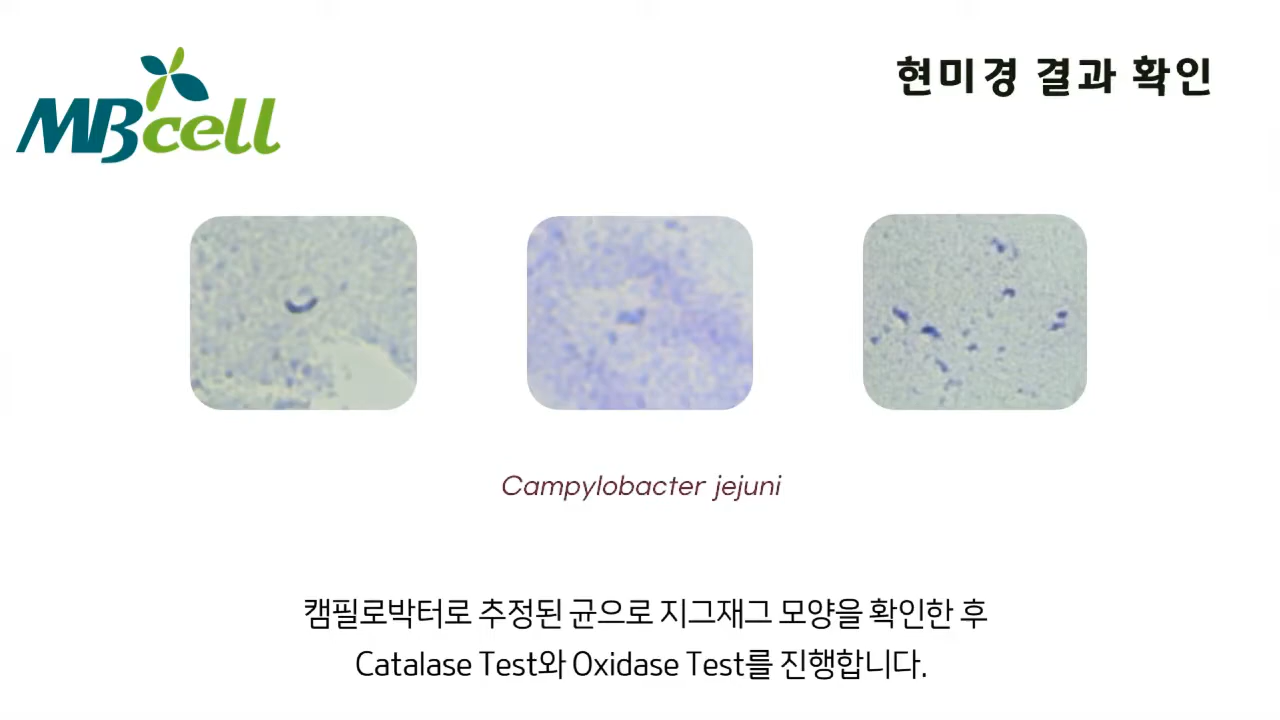 MBcell
현미경 결과 확인
Campylobacter jejuni
캠필로박터로 추정된 균으로 지그재그 모양을 확인한 후
Catalase Test와 Oxidase Test를 진행합니다.